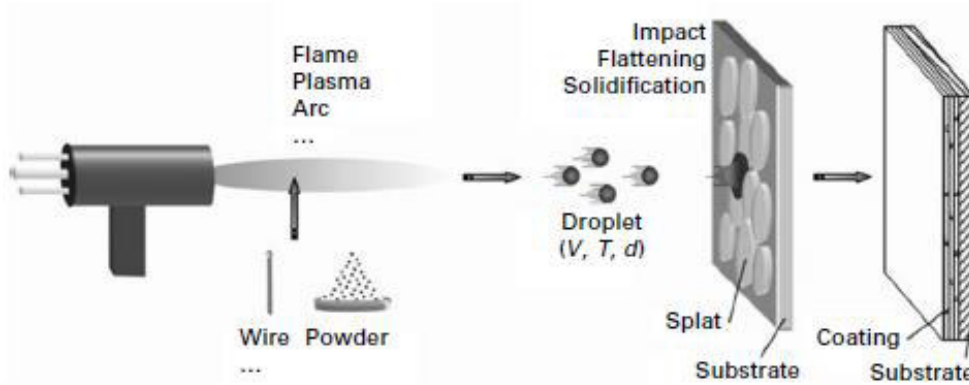 Flame
Plasma
Arc
...
Wire
Powder
...
Droplet
(V, T, d)
Impact
Flattening
Solidification
Splat
Substrate
Coating
Substrate